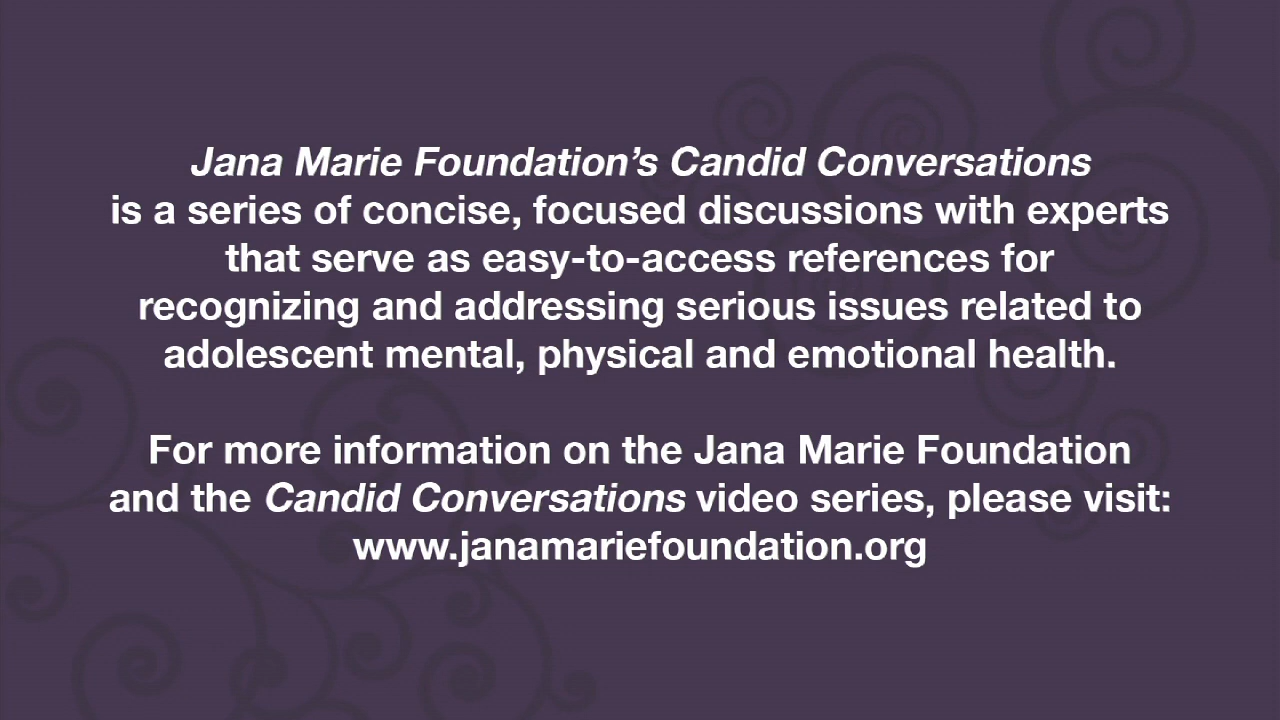 Jana Marie Foundation’s Candid Conversations
is a series of concise, focused discussions with experts
that serve as easy-to-access references for
recognizing and addressing serious issues related to
adolescent mental, physical and emotional health.
For more information on the Jana Marie Foundation
and the Candid Conversations video series, please visit:
www.janamariefoundation.org